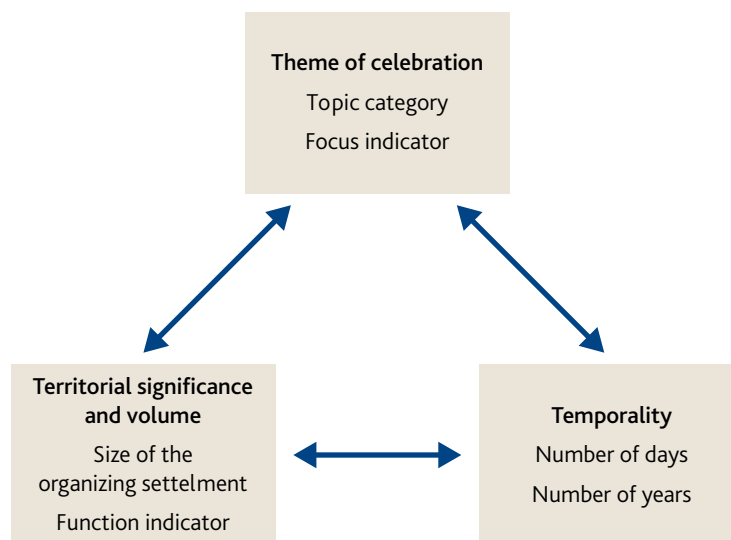 Theme of celebration
Topic category
Focus indicator
Territorial significance
and volume
Size of the
organizing settelment
Function indicator
Temporality
Number of days
Number of years